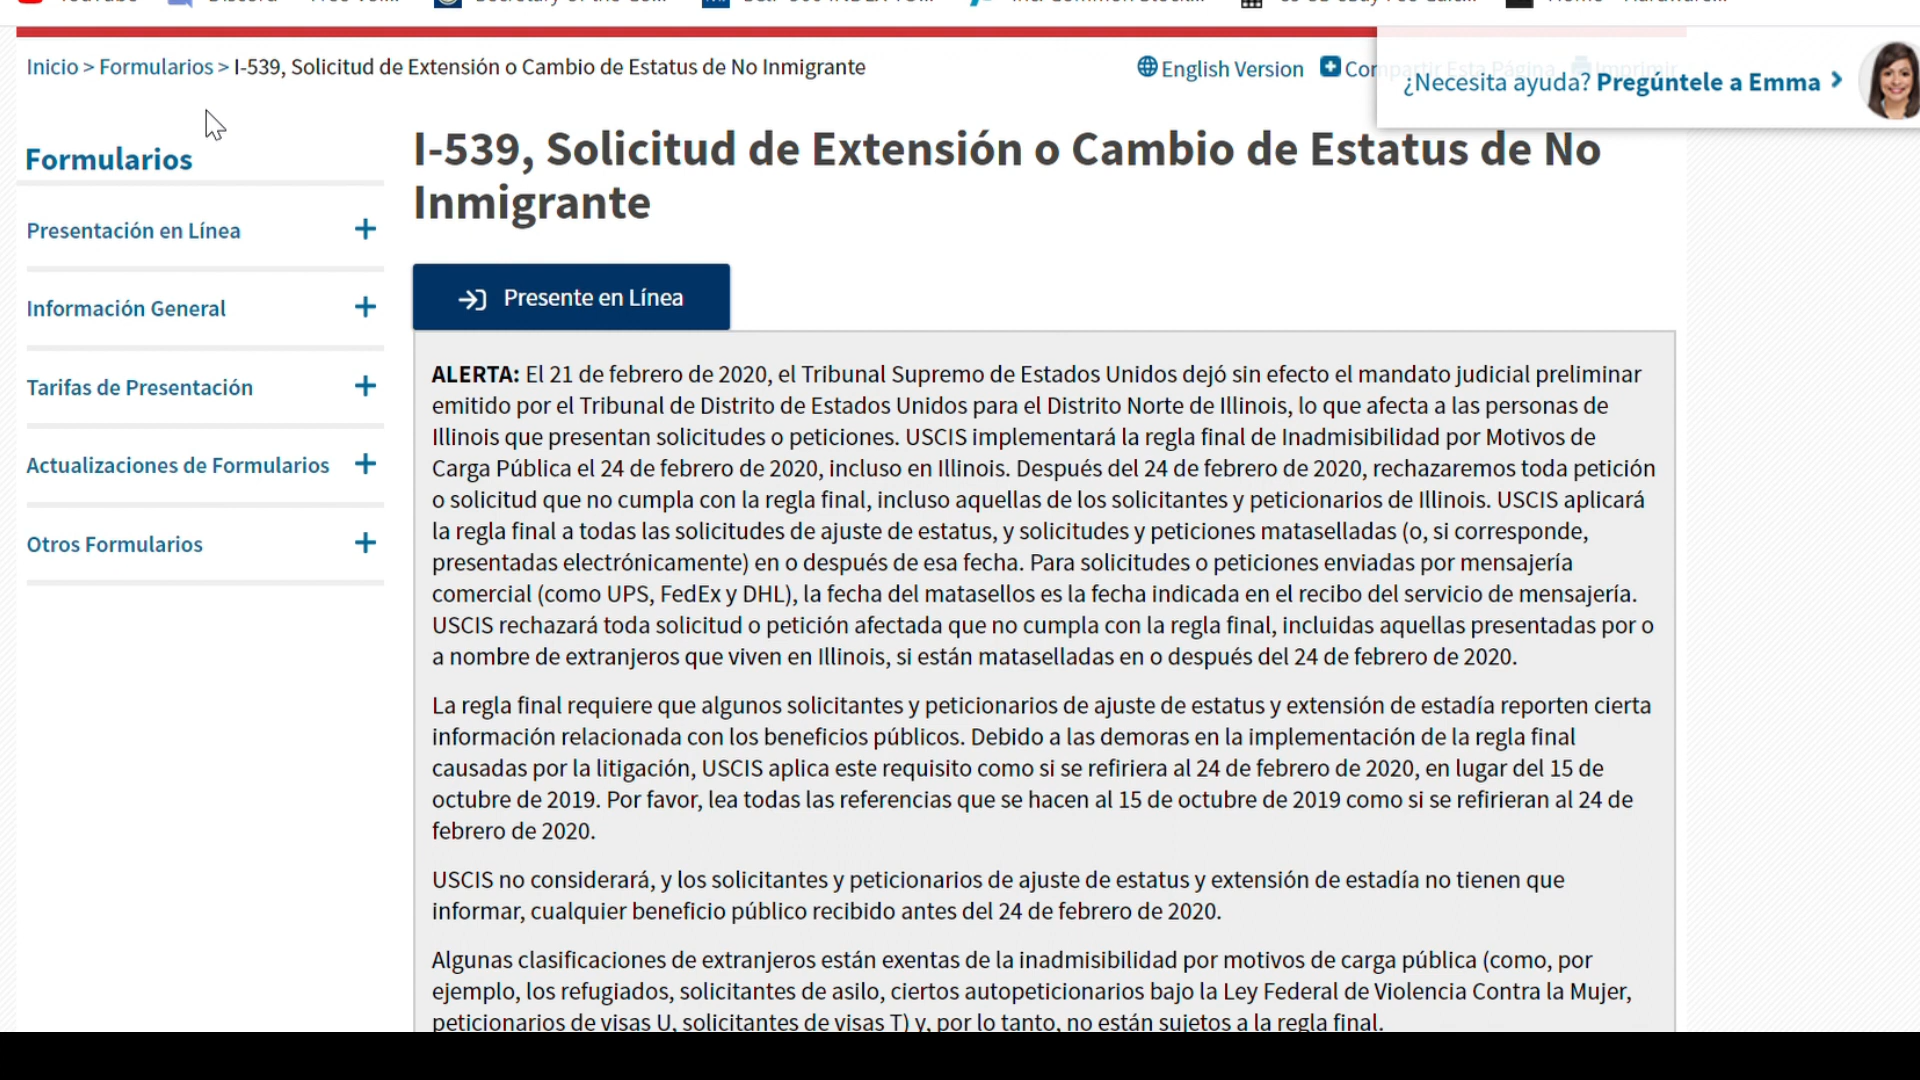 Inicio > Formularios > I-539, Solicitud de Extensión o Cambio de Estatus de No Inmigrante
English Version
¿Necesita ayuda? Pregúntele a Emma
Formularios
Presentación en Línea
Información General
Tarifas de Presentación
Actualizaciones de Formularios
Otros Formularios
I-539, Solicitud de Extensión o Cambio de Estatus de No
Inmigrante
Presente en Línea
ALERTA: El 21 de febrero de 2020, el Tribunal Supremo de Estados Unidos dejó sin efecto el mandato judicial preliminar
emitido por el Tribunal de Distrito de Estados Unidos para el Distrito Norte de Illinois, lo que afecta a las personas de
Illinois que presentan solicitudes o peticiones. USCIS implementará la regla final de Inadmisibilidad por Motivos de
Carga Pública el 24 de febrero de 2020, incluso en Illinois. Después del 24 de febrero de 2020, rechazaremos toda petición
o solicitud que no cumpla con la regla final, incluso aquellas de los solicitantes y peticionarios de Illinois. USCIS aplicará
la regla final a todas las solicitudes de ajuste de estatus, y solicitudes y peticiones mataselladas (o, si corresponde,
presentadas electrónicamente) en o después de esa fecha. Para solicitudes o peticiones enviadas por mensajería
comercial (como UPS, FedEx y DHL), la fecha del matasellos es la fecha indicada en el recibo del servicio de mensajería.
USCIS rechazará toda solicitud o petición afectada que no cumpla con la regla final, incluidas aquellas presentadas por o
a nombre de extranjeros que viven en Illinois, si están mataselladas en o después del 24 de febrero de 2020.
La regla final requiere que algunos solicitantes y peticionarios de ajuste de estatus y extensión de estadía reporten cierta
información relacionada con los beneficios públicos. Debido a las demoras en la implementación de la regla final
causadas por la litigación, USCIS aplica este requisito como si se refiriera al 24 de febrero de 2020, en lugar del 15 de
octubre de 2019. Por favor, lea todas las referencias que se hacen al 15 de octubre de 2019 como si se refirieran al 24 de
febrero de 2020.
USCIS no considerará, y los solicitantes y peticionarios de ajuste de estatus y extensión de estadía no tienen que
informar, cualquier beneficio público recibido antes del 24 de febrero de 2020.
Algunas clasificaciones de extranjeros están exentas de la inadmisibilidad por motivos de carga pública (como, por
ejemplo, los refugiados, solicitantes de asilo, ciertos autopeticionarios bajo la Ley Federal de Violencia Contra la Mujer,
peticionarios de visas U, solicitantes de visas T) y, por lo tanto, no están sujetos a la regla final.